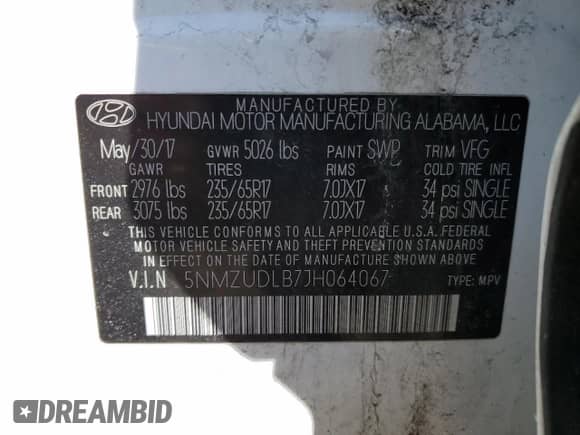 MANUFACTURED BY
HYUNDAI MOTOR MANUFACTURING ALABAMA, LLC
May/30/17 GVWR 5026 lbs PAINT SWP TRIM VFG
GAWR TIRES RIMS COLD TIRE INFL
FRONT 2976 lbs 235/65R17 7.0JX17 34 psi SINGLE
REAR 3075 lbs 235/65R17 7.0JX17 34 psi SINGLE
THIS VEHICLE CONFORMS TO ALL APPLICABLE U.S.A. FEDERAL
MOTOR VEHICLE SAFETY AND THEFT PREVENTION STANDARDS
IN EFFECT ON THE DATE OF MANUFACTURE SHOWN ABOVE.
V.I.N 5NMZUDLB7JH064067 TYPE: MPV
DREAMBID